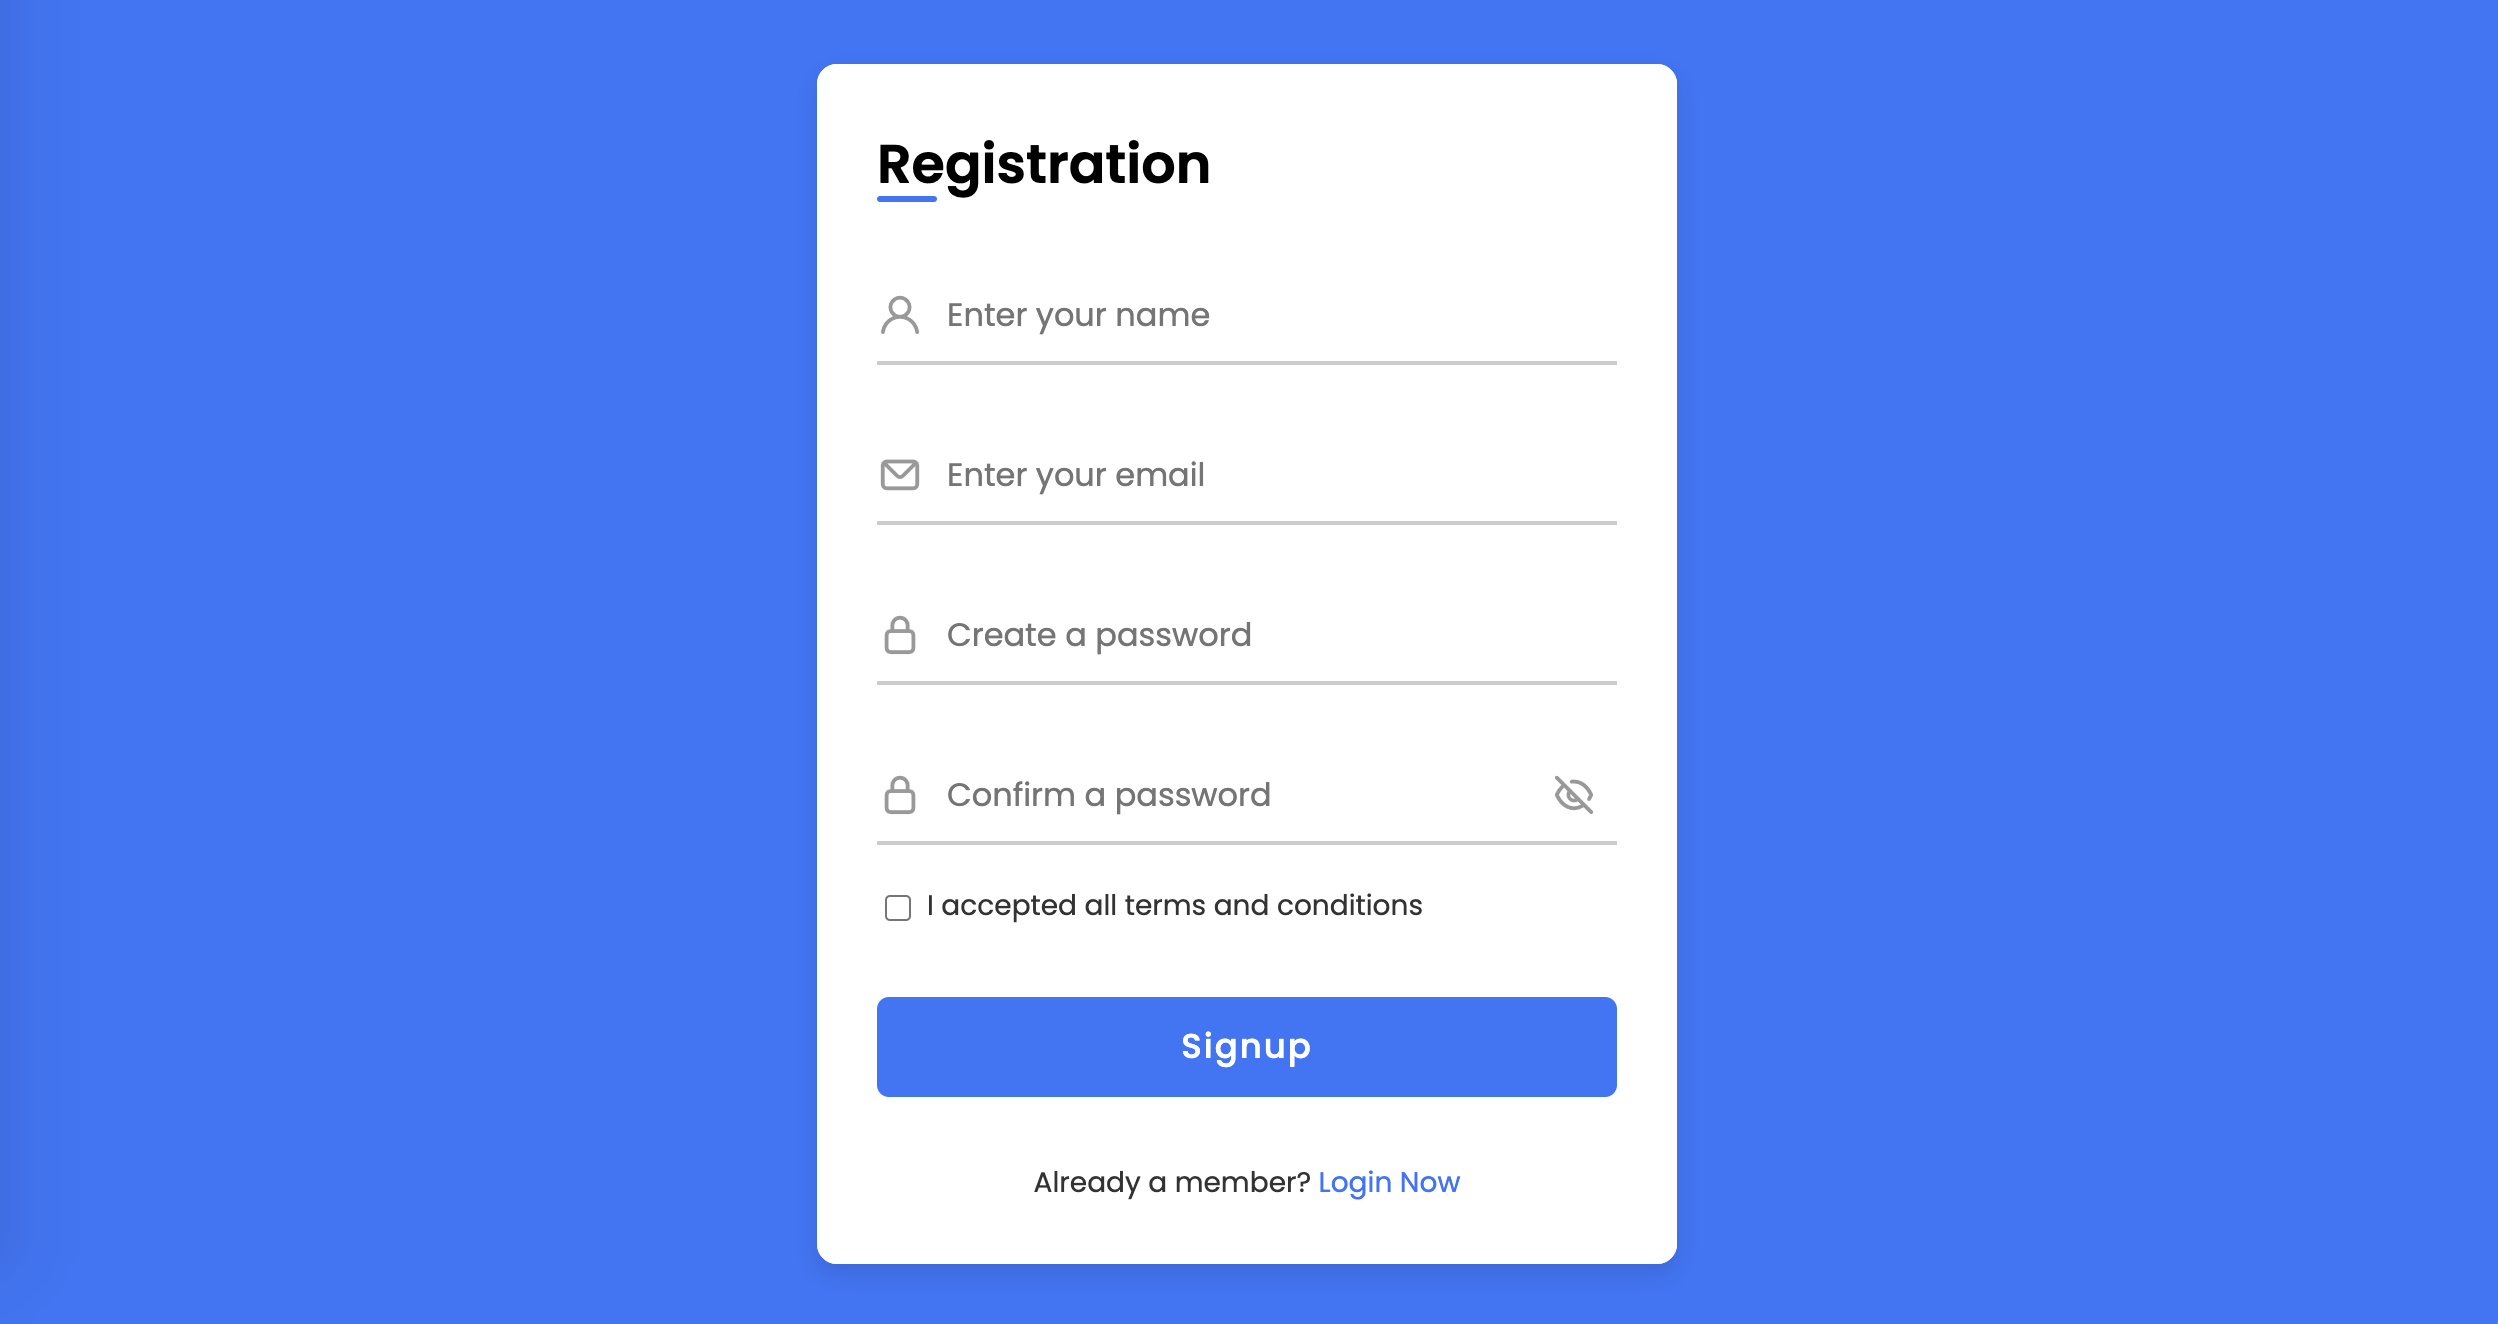 Registration
Enter your name
Enter your email
Create a password
Confirm a password
I accepted all terms and conditions
Signup
Already a member? Login Now